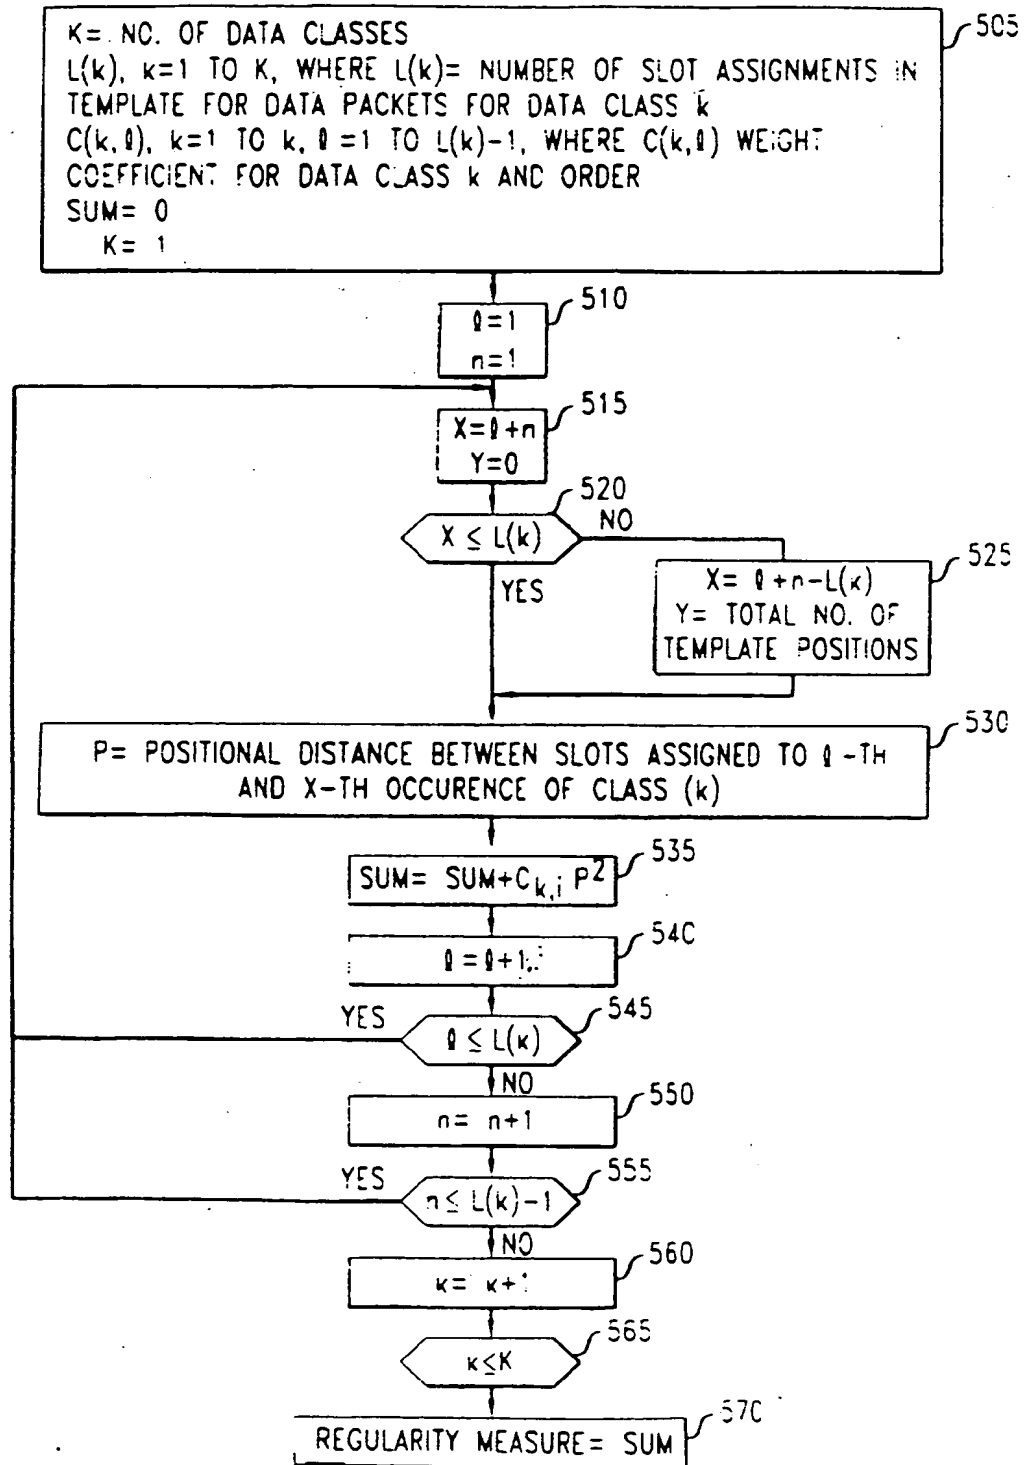 K= NO. OF DATA CLASSES
L(k), k=1 TO K, WHERE L(k)= NUMBER OF SLOT ASSIGNMENTS IN
TEMPLATE FOR DATA PACKETS FOR DATA CLASS k
C(k,ℓ), k=1 TO k, ℓ=1 TO L(k)-1, WHERE C(k,ℓ) WEIGHT
COEFFICIENT FOR DATA CLASS k AND ORDER
SUM= 0
K= 1
505
510
ℓ=1
n=1
515
X=ℓ+n
Y=0
520
X ≤ L(k)
NO
YES
525
X= ℓ+n-L(k)
Y= TOTAL NO. OF
TEMPLATE POSITIONS
530
P= POSITIONAL DISTANCE BETWEEN SLOTS ASSIGNED TO ℓ-TH
AND X-TH OCCURENCE OF CLASS (k)
535
SUM= SUM+C_{k,i} P²
540
ℓ=ℓ+1
545
YES
ℓ ≤ L(k)
NO
550
n= n+1
555
YES
n ≤ L(k)-1
NO
560
k= k+1
565
k≤K
570
REGULARITY MEASURE= SUM